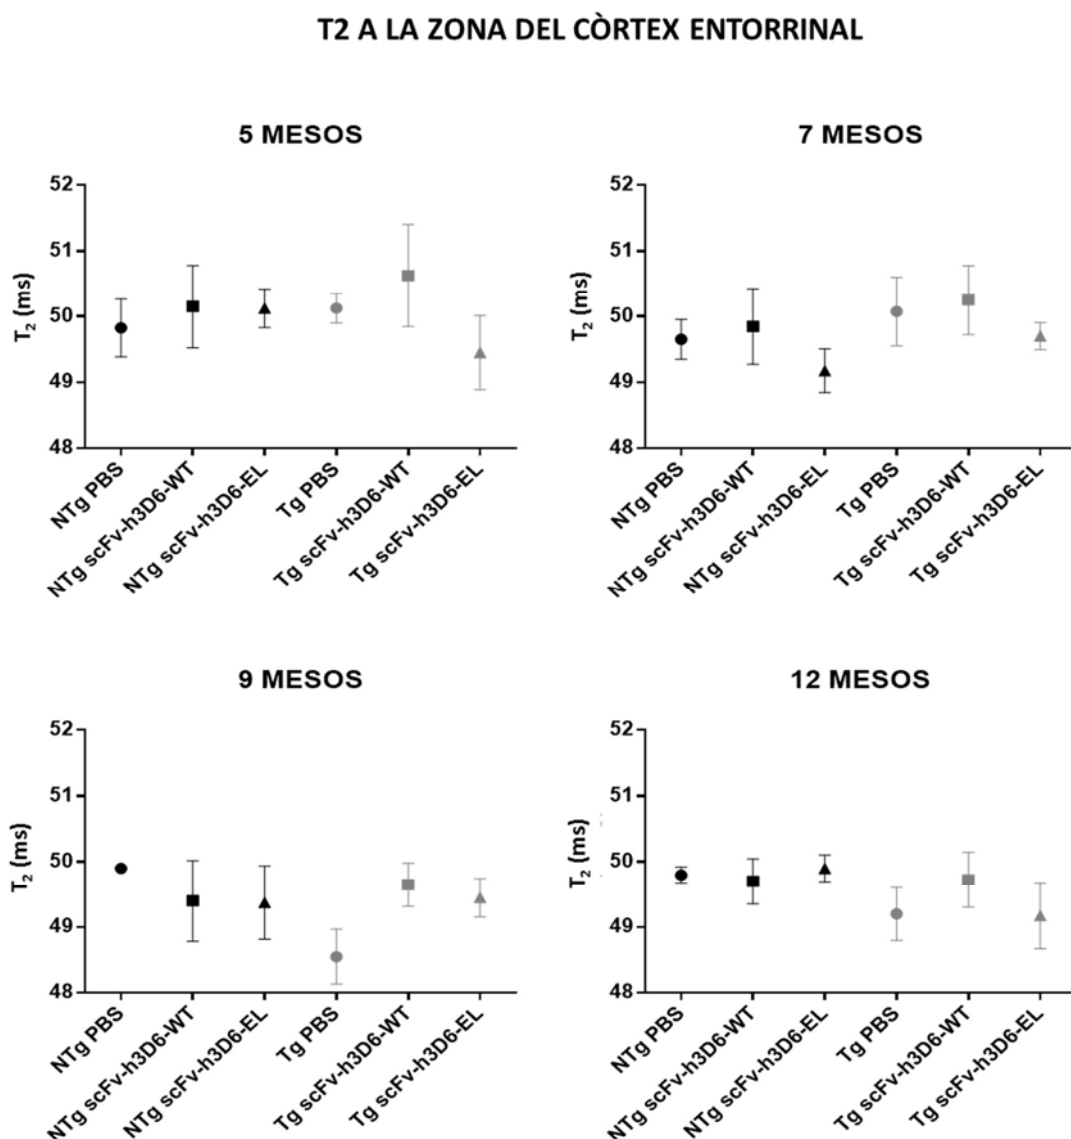 T2 A LA ZONA DEL CÒRTEX ENTORRINAL
5 MESOS
T2 (ms)
52
51
50
49
48
NTg PBS
NTg scFv-h3D6-WT
NTg scFv-h3D6-EL
Tg PBS
Tg scFv-h3D6-WT
Tg scFv-h3D6-EL
7 MESOS
T2 (ms)
52
51
50
49
48
NTg PBS
NTg scFv-h3D6-WT
NTg scFv-h3D6-EL
Tg PBS
Tg scFv-h3D6-WT
Tg scFv-h3D6-EL
9 MESOS
T2 (ms)
52
51
50
49
48
NTg PBS
NTg scFv-h3D6-WT
NTg scFv-h3D6-EL
Tg PBS
Tg scFv-h3D6-WT
Tg scFv-h3D6-EL
12 MESOS
T2 (ms)
52
51
50
49
48
NTg PBS
NTg scFv-h3D6-WT
NTg scFv-h3D6-EL
Tg PBS
Tg scFv-h3D6-WT
Tg scFv-h3D6-EL